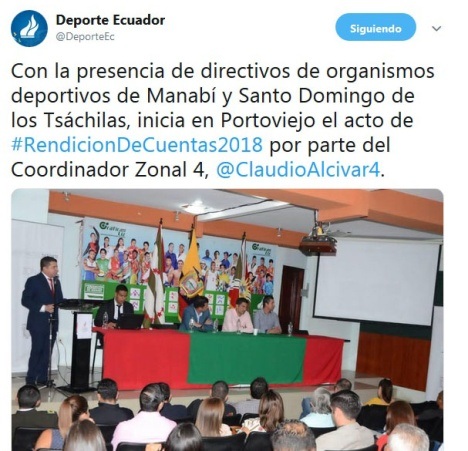 Deporte Ecuador
@DeporteEc
Siguiendo
Con la presencia de directivos de organismos
deportivos de Manabí y Santo Domingo de
los Tsáchilas, inicia en Portoviejo el acto de
#RendicionDeCuentas2018 por parte del
Coordinador Zonal 4, @ClaudioAlcivar4.